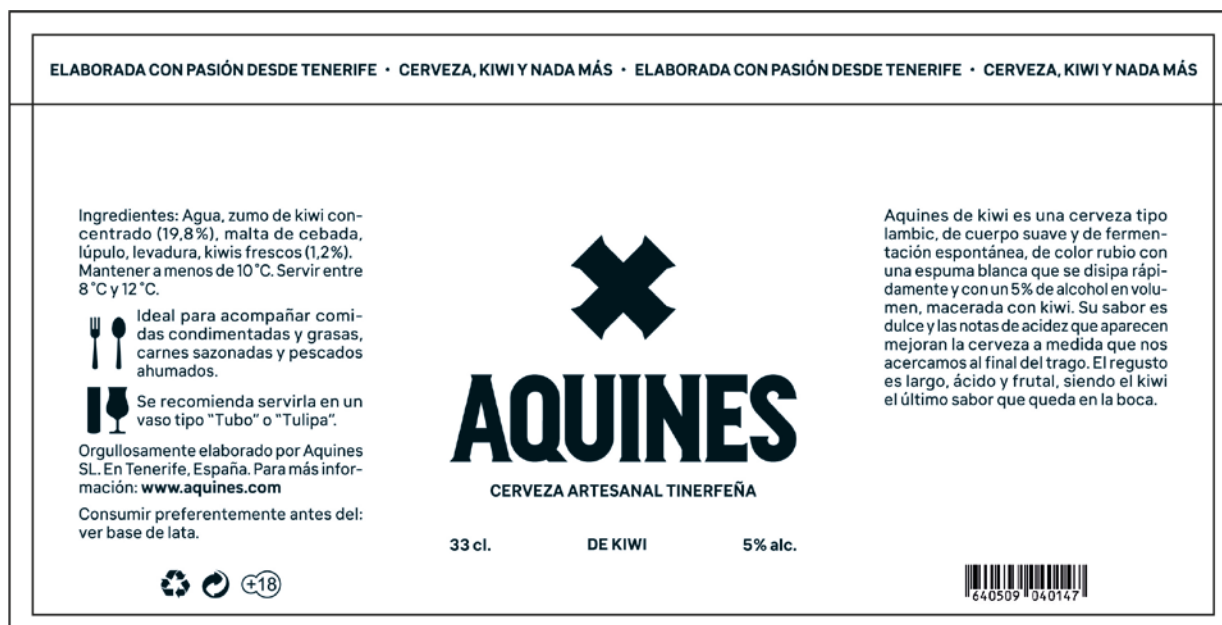 ELABORADA CON PASIÓN DESDE TENERIFE · CERVEZA, KIWI Y NADA MÁS · ELABORADA CON PASIÓN DESDE TENERIFE · CERVEZA, KIWI Y NADA MÁS
Ingredientes: Agua, zumo de kiwi con-
centrado (19,8%), malta de cebada,
lúpulo, levadura, kiwis frescos (1,2%).
Mantener a menos de 10˚C. Servir entre
8˚C y 12˚C.
Ideal para acompañar comi-
das condimentadas y grasas,
carnes sazonadas y pescados
ahumados.
Se recomienda servirla en un
vaso tipo “Tubo” o “Tulipa”.
Orgullosamente elaborado por Aquines
SL. En Tenerife, España. Para más infor-
mación: www.aquines.com
Consumir preferentemente antes del:
ver base de lata.
+18
AQUINES
CERVEZA ARTESANAL TINERFEÑA
33 cl. DE KIWI 5% alc.
Aquines de kiwi es una cerveza tipo
lambic, de cuerpo suave y de fermen-
tación espontánea, de color rubio con
una espuma blanca que se disipa rápi-
damente y con un 5% de alcohol en volu-
men, macerada con kiwi. Su sabor es
dulce y las notas de acidez que aparecen
mejoran la cerveza a medida que nos
acercamos al final del trago. El regusto
es largo, ácido y frutal, siendo el kiwi
el último sabor que queda en la boca.
640509 040147